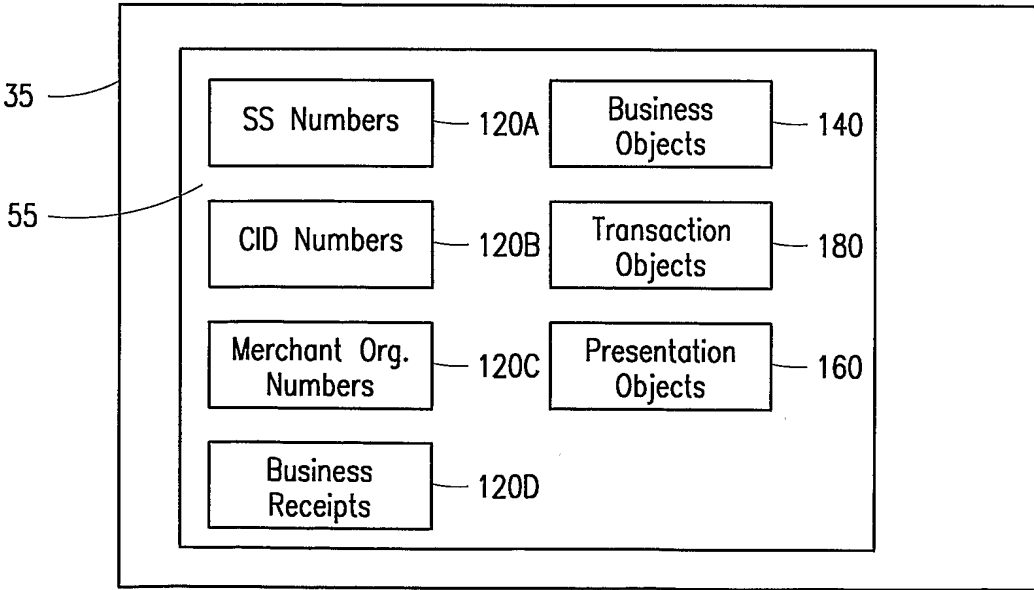 35
55
SS Numbers
120A
CID Numbers
120B
Merchant Org.
Numbers
120C
Business
Receipts
120D
Business
Objects
140
Transaction
Objects
180
Presentation
Objects
160